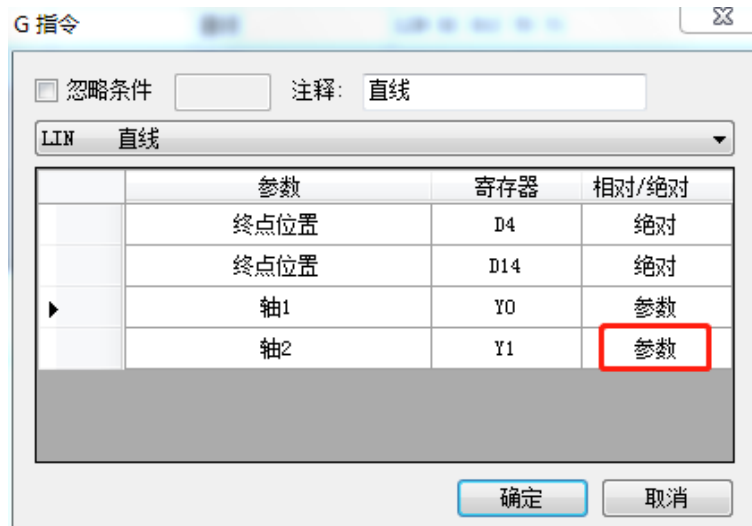 G 指令
忽略条件 注释: 直线
LIN 直线
参数 寄存器 相对/绝对
终点位置 D4 绝对
终点位置 D14 绝对
轴1 Y0 参数
轴2 Y1 参数
确定 取消